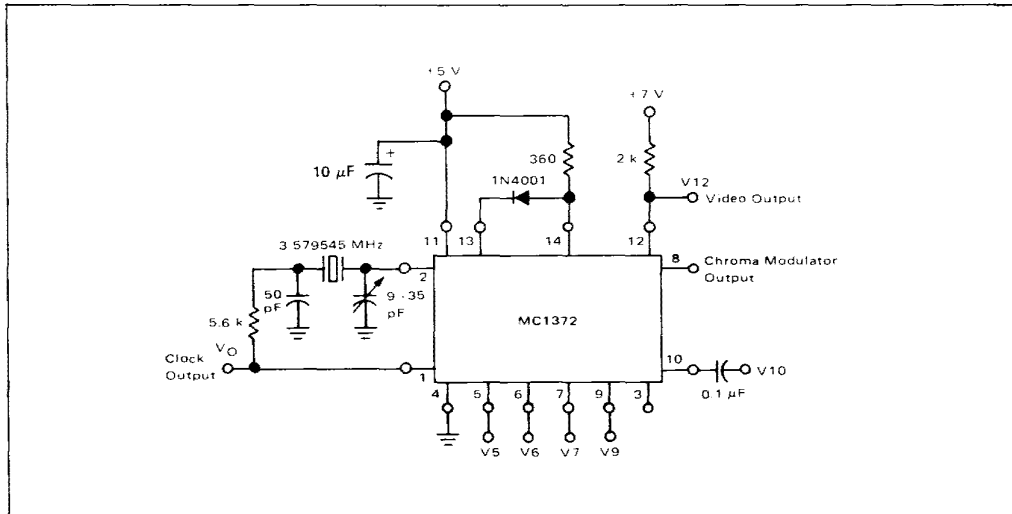 +5 V
+7 V
360
2 k
10 μF
+
1N4001
V12
Video Output
11
13
14
12
3 579545 MHz
2
8
Chroma Modulator
Output
50
pF
9 - 35
pF
5.6 k
MC1372
VO
Clock
Output
1
10
V10
0.1 μF
4
5
6
7
9
3
V5
V6
V7
V9